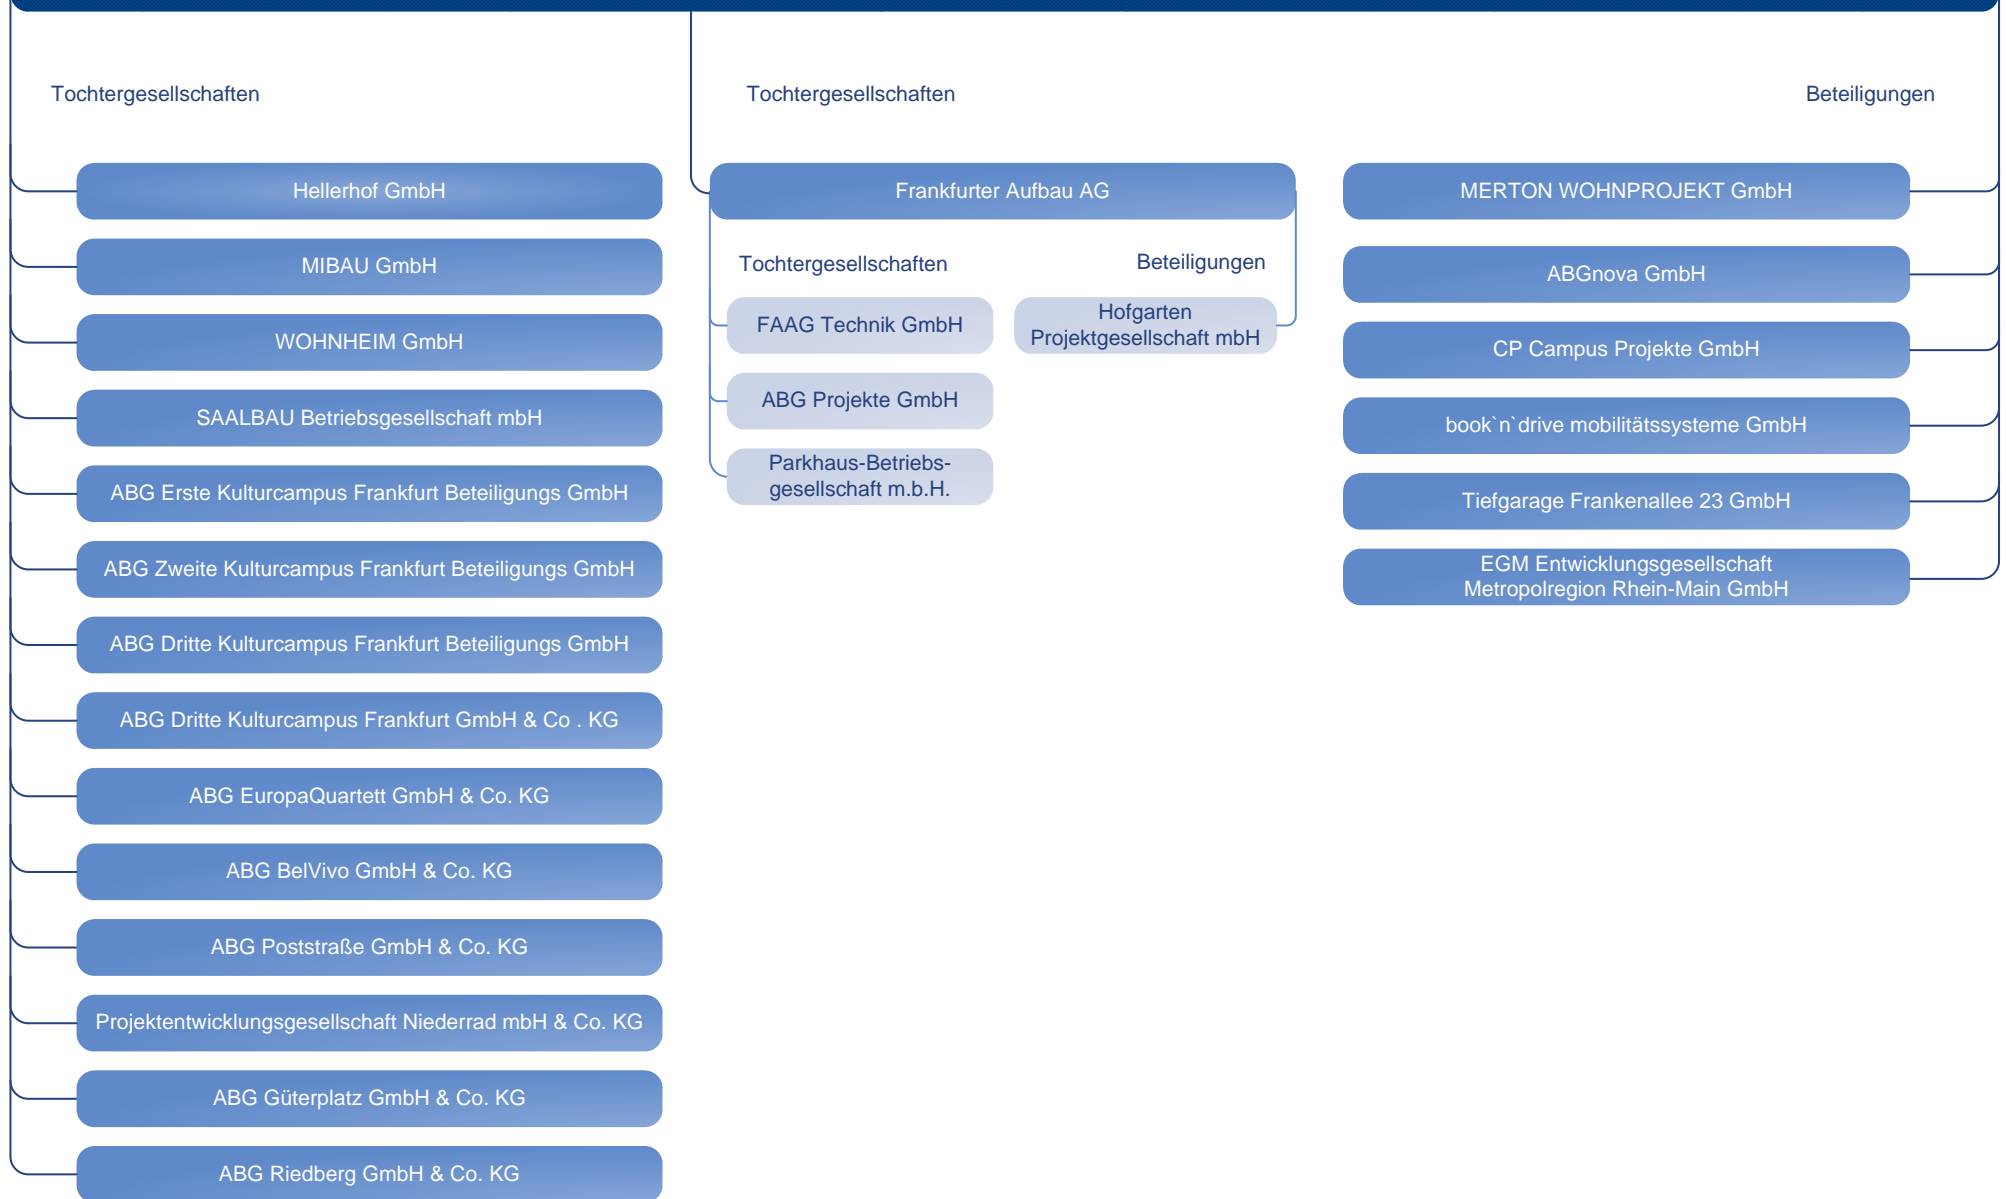 Tochtergesellschaften
Hellerhof GmbH
MIBAU GmbH
WOHNHEIM GmbH
SAALBAU Betriebsgesellschaft mbH
ABG Erste Kulturcampus Frankfurt Beteiligungs GmbH
ABG Zweite Kulturcampus Frankfurt Beteiligungs GmbH
ABG Dritte Kulturcampus Frankfurt Beteiligungs GmbH
ABG Dritte Kulturcampus Frankfurt GmbH & Co . KG
ABG EuropaQuartett GmbH & Co. KG
ABG BelVivo GmbH & Co. KG
ABG Poststraße GmbH & Co. KG
Projektentwicklungsgesellschaft Niederrad mbH & Co. KG
ABG Güterplatz GmbH & Co. KG
ABG Riedberg GmbH & Co. KG
Tochtergesellschaften
Frankfurter Aufbau AG
Tochtergesellschaften
FAAG Technik GmbH
ABG Projekte GmbH
Parkhaus-Betriebs-
gesellschaft m.b.H.
Beteiligungen
Hofgarten
Projektgesellschaft mbH
Beteiligungen
MERTON WOHNPROJEKT GmbH
ABGnova GmbH
CP Campus Projekte GmbH
book`n`drive mobilitätssysteme GmbH
Tiefgarage Frankenallee 23 GmbH
EGM Entwicklungsgesellschaft
Metropolregion Rhein-Main GmbH